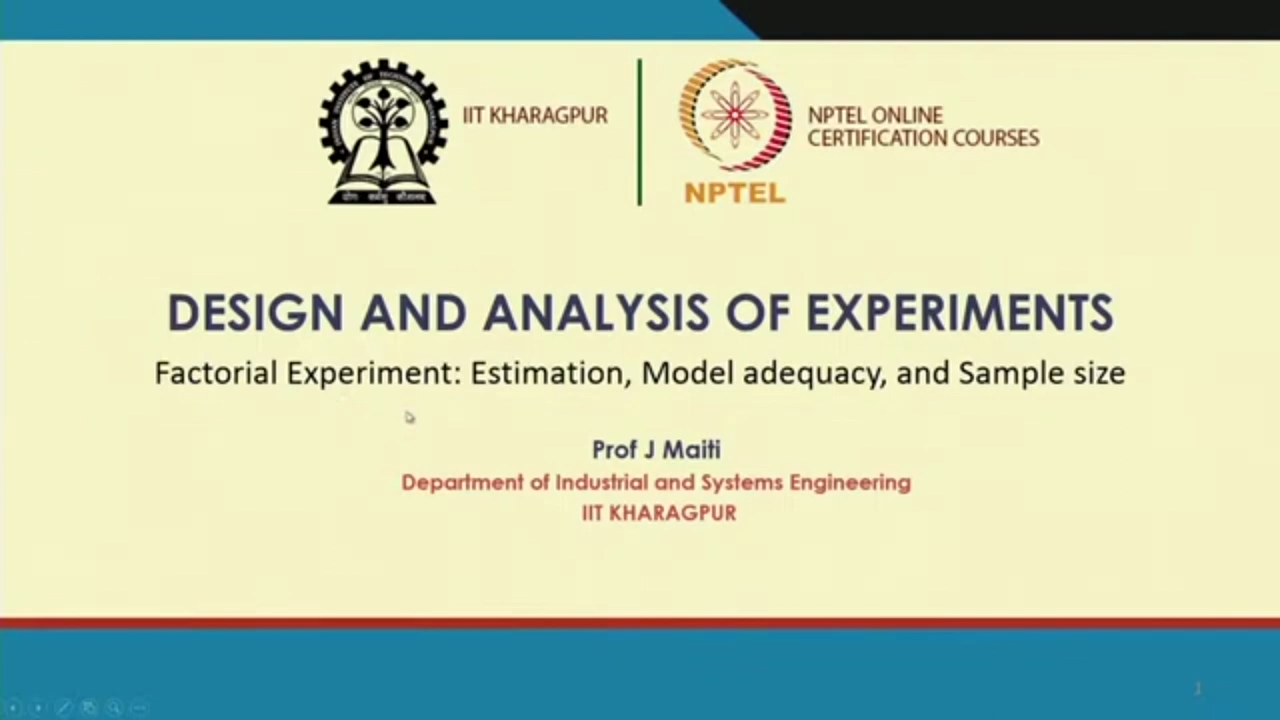 IIT KHARAGPUR
NPTEL ONLINE
CERTIFICATION COURSES
NPTEL
DESIGN AND ANALYSIS OF EXPERIMENTS
Factorial Experiment: Estimation, Model adequacy, and Sample size
Prof J Maiti
Department of Industrial and Systems Engineering
IIT KHARAGPUR
1